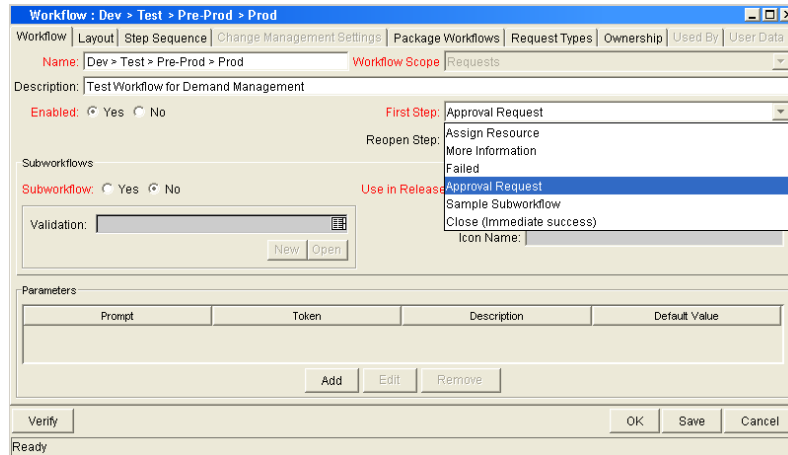 Workflow : Dev > Test > Pre-Prod > Prod
Workflow Layout Step Sequence Change Management Settings Package Workflows Request Types Ownership Used By User Data
Name: Dev > Test > Pre-Prod > Prod Workflow Scope Requests
Description: Test Workflow for Demand Management
Enabled: Yes No First Step: Approval Request
Reopen Step: Assign Resource
More Information
Subworkflows Failed
Subworkflow: Yes No Use in Release Approval Request
Sample Subworkflow
Validation: Close (Immediate success)
Icon Name:
New Open
Parameters
Prompt Token Description Default Value
Add Edit Remove
Verify OK Save Cancel
Ready